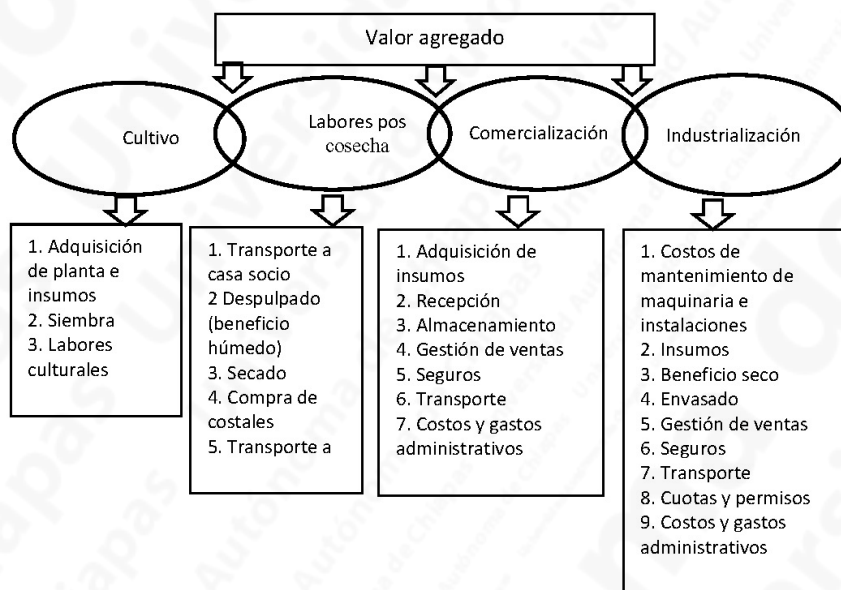 Valor agregado
Cultivo
Labores pos
cosecha
Comercialización
Industrialización
1. Adquisición
de planta e
insumos
2. Siembra
3. Labores
culturales
1. Transporte a
casa socio
2 Despulpado
(beneficio
húmedo)
3. Secado
4. Compra de
costales
5. Transporte a
1. Adquisición de
insumos
2. Recepción
3. Almacenamiento
4. Gestión de ventas
5. Seguros
6. Transporte
7. Costos y gastos
administrativos
1. Costos de
mantenimiento de
maquinaria e
instalaciones
2. Insumos
3. Beneficio seco
4. Envasado
5. Gestión de ventas
6. Seguros
7. Transporte
8. Cuotas y permisos
9. Costos y gastos
administrativos